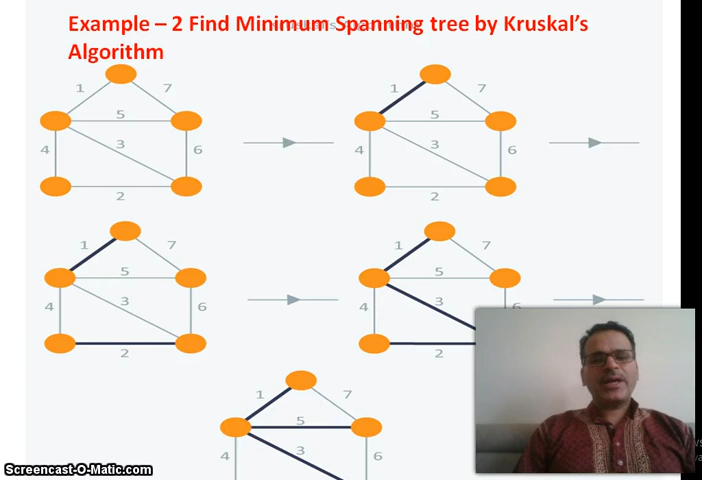 Example – 2 Find Minimum Spanning tree by Kruskal's
Algorithm
1 7 1 7
5 5
3 3
4 6 4 6
2 2
1 7 1 7
5 5
3 3
4 6 4
2 2
1 7
5
3
4 6
Screencast-O-Matic.com